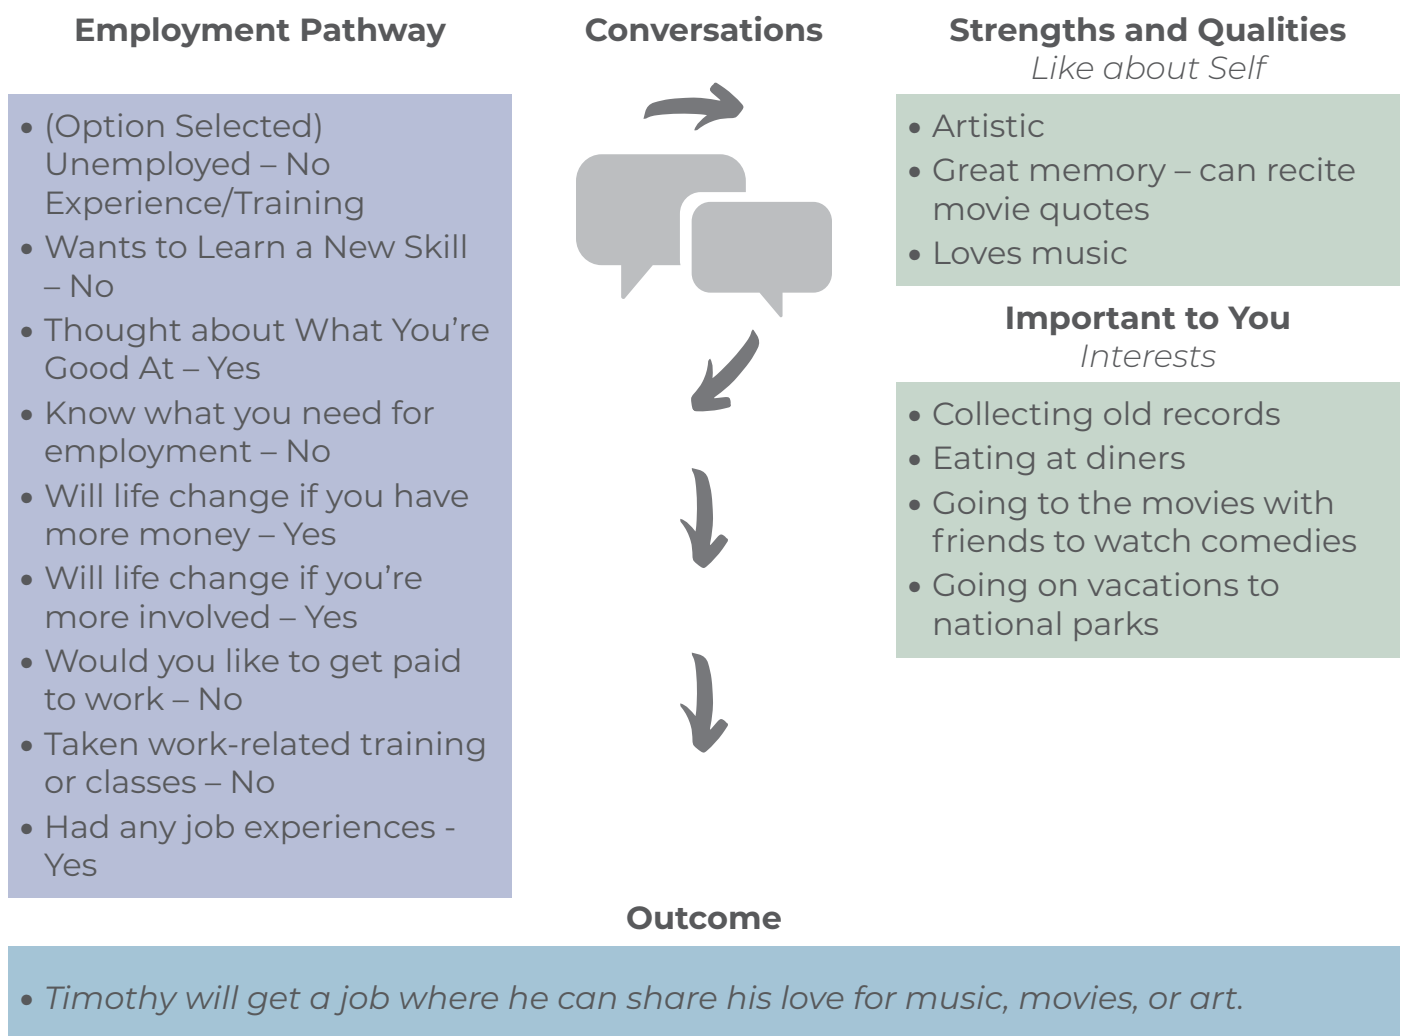 Employment Pathway
• (Option Selected)
Unemployed – No
Experience/Training
• Wants to Learn a New Skill
– No
• Thought about What You’re
Good At – Yes
• Know what you need for
employment – No
• Will life change if you have
more money – Yes
• Will life change if you’re
more involved – Yes
• Would you like to get paid
to work – No
• Taken work-related training
or classes – No
• Had any job experiences -
Yes
Conversations
Strengths and Qualities
Like about Self
• Artistic
• Great memory – can recite
movie quotes
• Loves music
Important to You
Interests
• Collecting old records
• Eating at diners
• Going to the movies with
friends to watch comedies
• Going on vacations to
national parks
Outcome
• Timothy will get a job where he can share his love for music, movies, or art.